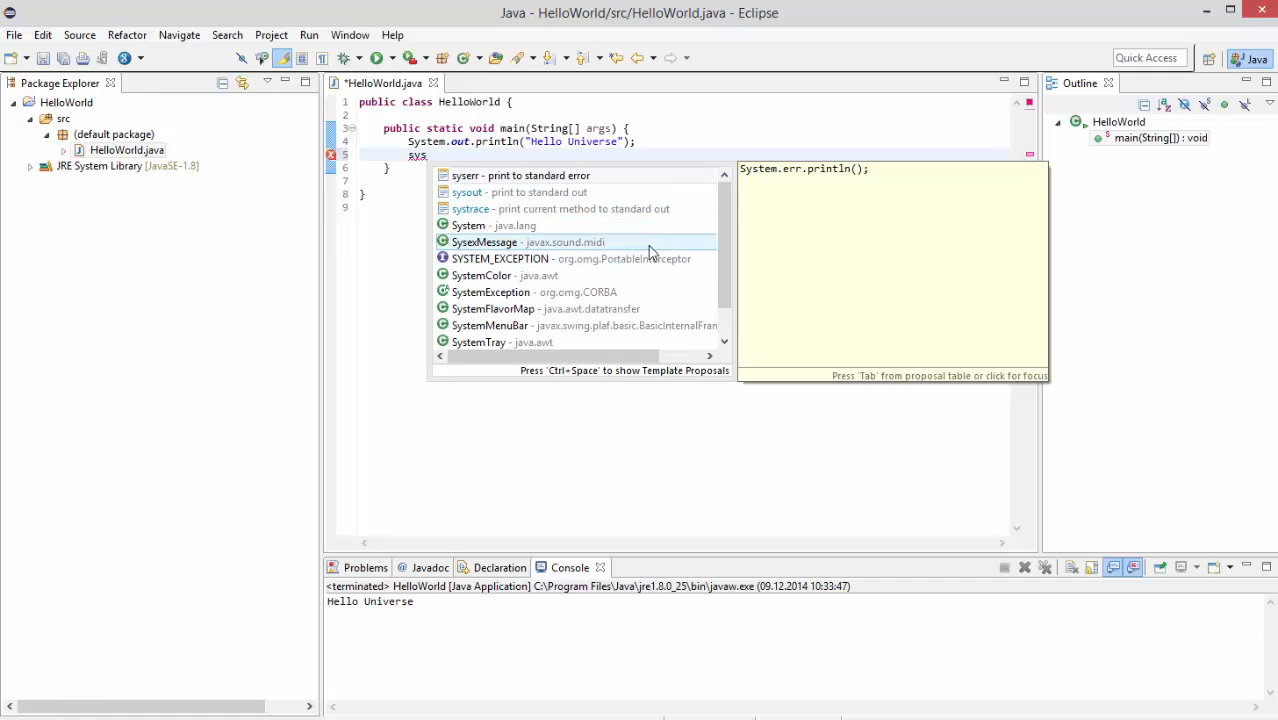 Java - HelloWorld/src/HelloWorld.java - Eclipse
File Edit Source Refactor Navigate Search Project Run Window Help
Quick Access Java
Package Explorer
HelloWorld
src
(default package)
HelloWorld.java
JRE System Library [JavaSE-1.8]
*HelloWorld.java
1 public class HelloWorld {
2
3 public static void main(String[] args) {
4 System.out.println("Hello Universe");
5 sys
6 }
7
8 }
9
syserr - print to standard error
sysout - print to standard out
systrace - print current method to standard out
System - java.lang
SysexMessage - javax.sound.midi
SYSTEM_EXCEPTION - org.omg.PortableInterceptor
SystemColor - java.awt
SystemException - org.omg.CORBA
SystemFlavorMap - java.awt.datatransfer
SystemMenuBar - javax.swing.plaf.basic.BasicInternalFran
SystemTray - java.awt
Press 'Ctrl+Space' to show Template Proposals
System.err.println();
Press 'Tab' from proposal table or click for focus
Outline
HelloWorld
main(String[]) : void
Problems @ Javadoc Declaration Console
<terminated> HelloWorld [Java Application] C:\Program Files\Java\jre1.8.0_25\bin\javaw.exe (09.12.2014 10:33:47)
Hello Universe